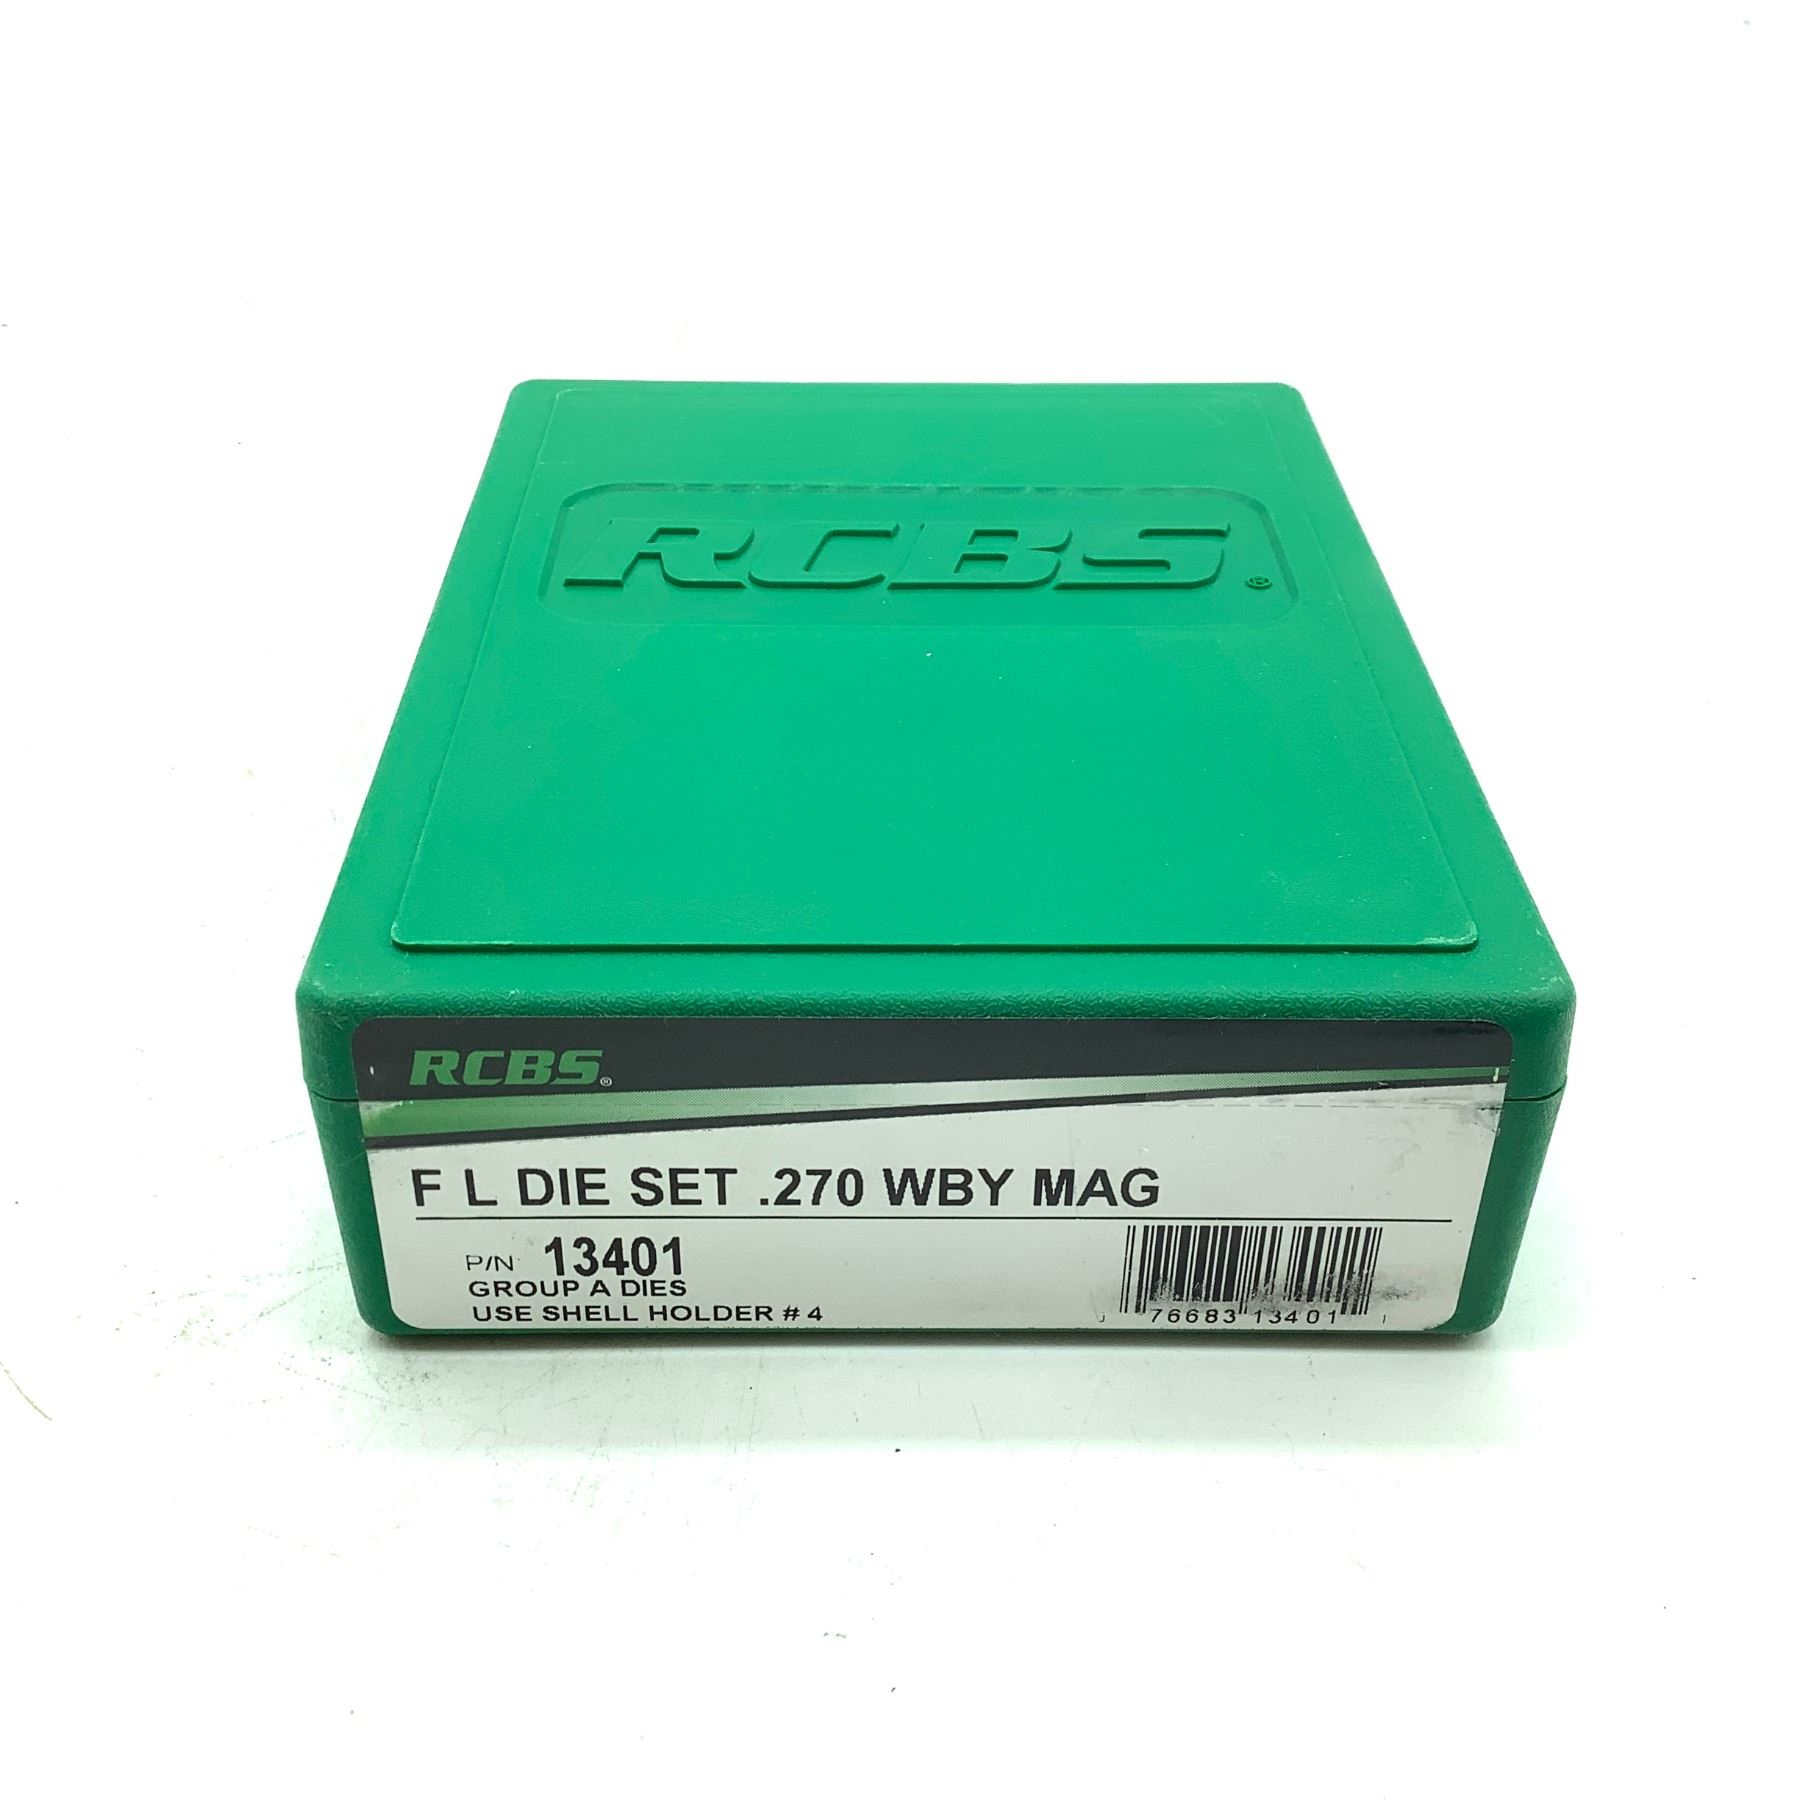 RCBS®
RCBS®
F L DIE SET .270 WBY MAG
P/N: 13401
GROUP A DIES
USE SHELL HOLDER # 4
76683 13401